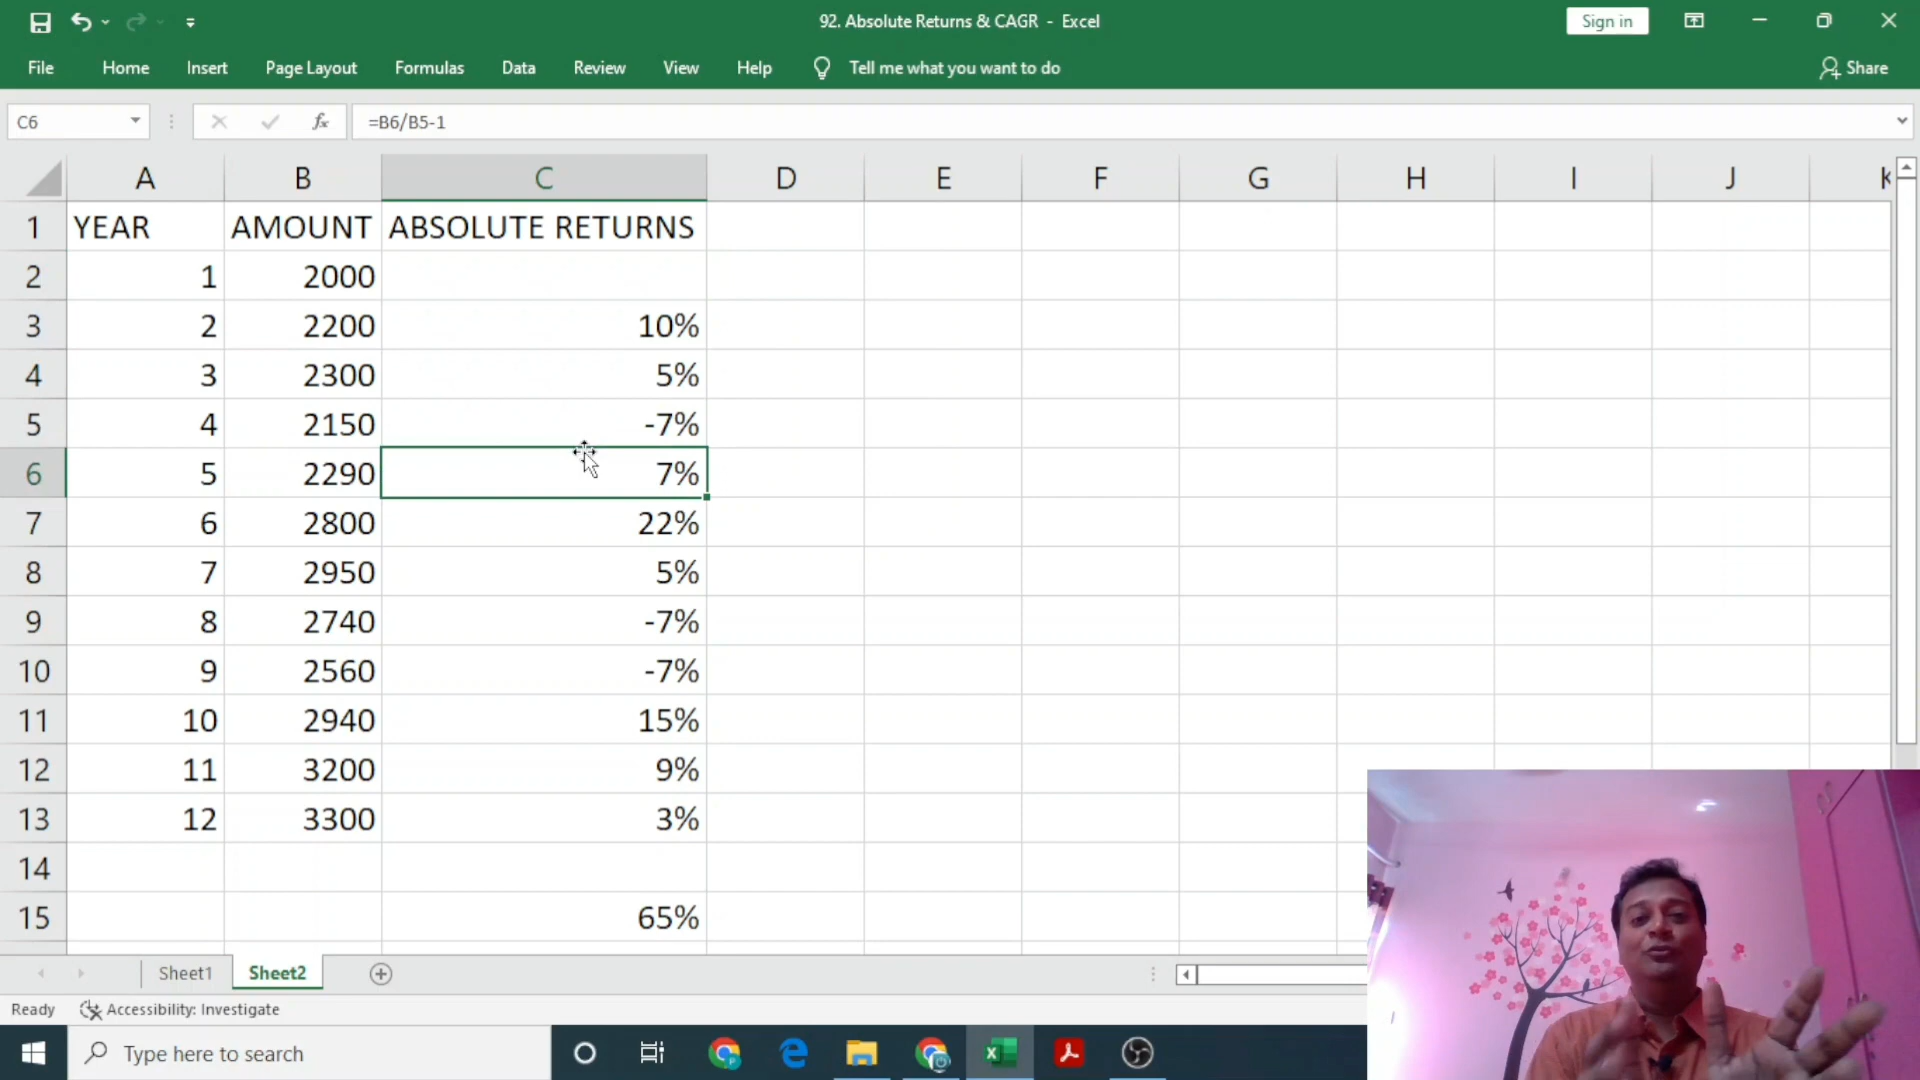 92. Absolute Returns & CAGR - Excel
Sign in
File Home Insert Page Layout Formulas Data Review View Help Tell me what you want to do Share
C6 fx =B6/B5-1
A B C D E F G H I J K
1 YEAR AMOUNT ABSOLUTE RETURNS
2 1 2000
3 2 2200 10%
4 3 2300 5%
5 4 2150 -7%
6 5 2290 7%
7 6 2800 22%
8 7 2950 5%
9 8 2740 -7%
10 9 2560 -7%
11 10 2940 15%
12 11 3200 9%
13 12 3300 3%
14
15 65%
Sheet1 Sheet2
Ready Accessibility: Investigate
Type here to search